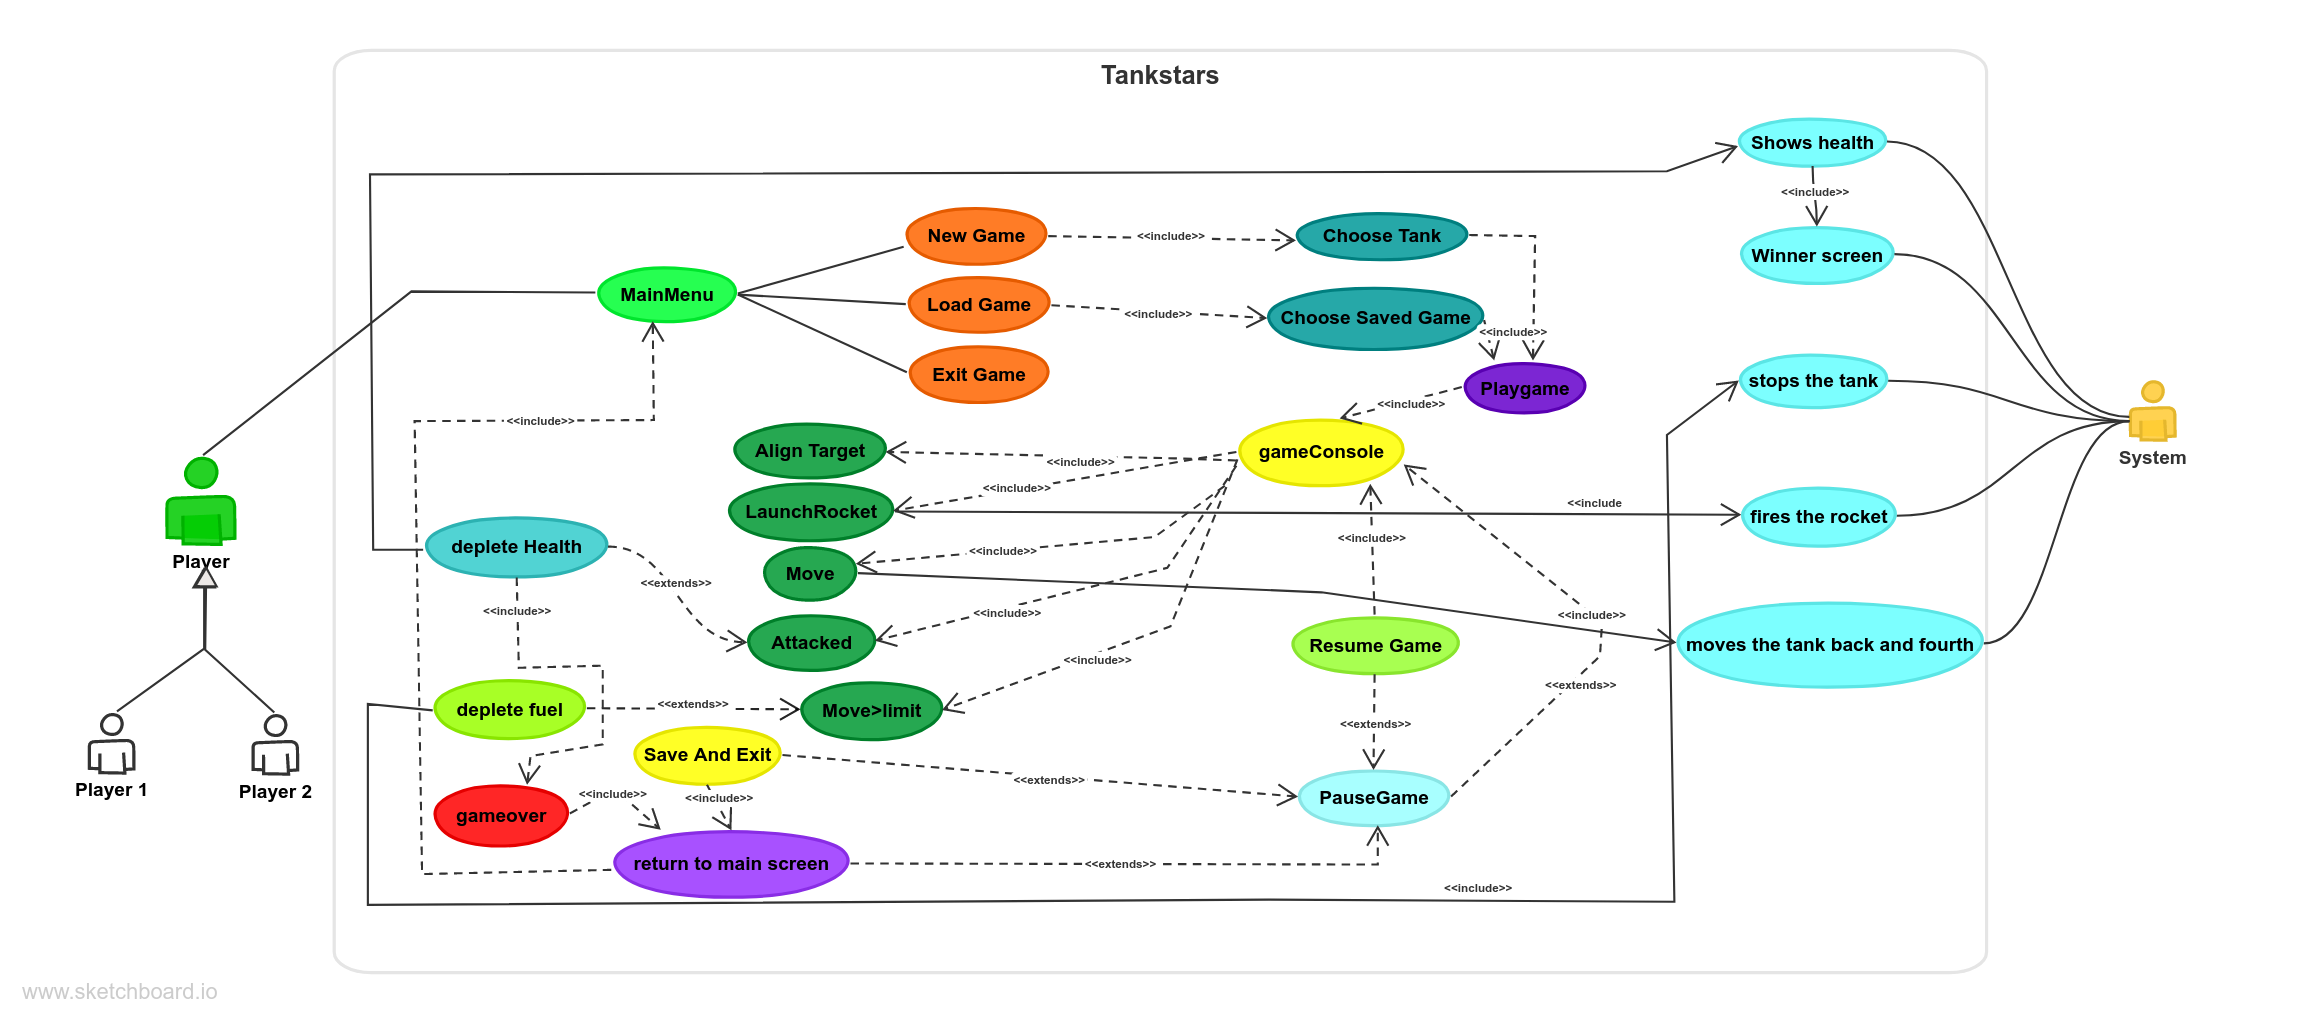 Tankstars
Shows health
<<include>>
Winner screen
New Game
<<include>>
Choose Tank
MainMenu
Load Game
<<include>>
Choose Saved Game
<<include>>
Exit Game
Playgame
<<include>>
stops the tank
<<include>>
Align Target
<<include>>
gameConsole
System
<<include>>
LaunchRocket
<<include
fires the rocket
Player
deplete Health
<<include>>
<<include>>
Move
<<extends>>
<<include>>
<<include>>
<<include>>
Attacked
Resume Game
moves the tank back and fourth
<<include>>
<<extends>>
deplete fuel
<<extends>>
Move>limit
<<extends>>
Save And Exit
<<extends>>
Player 1
Player 2
<<include>>
<<include>>
PauseGame
gameover
return to main screen
<<extends>>
<<include>>
www.sketchboard.io